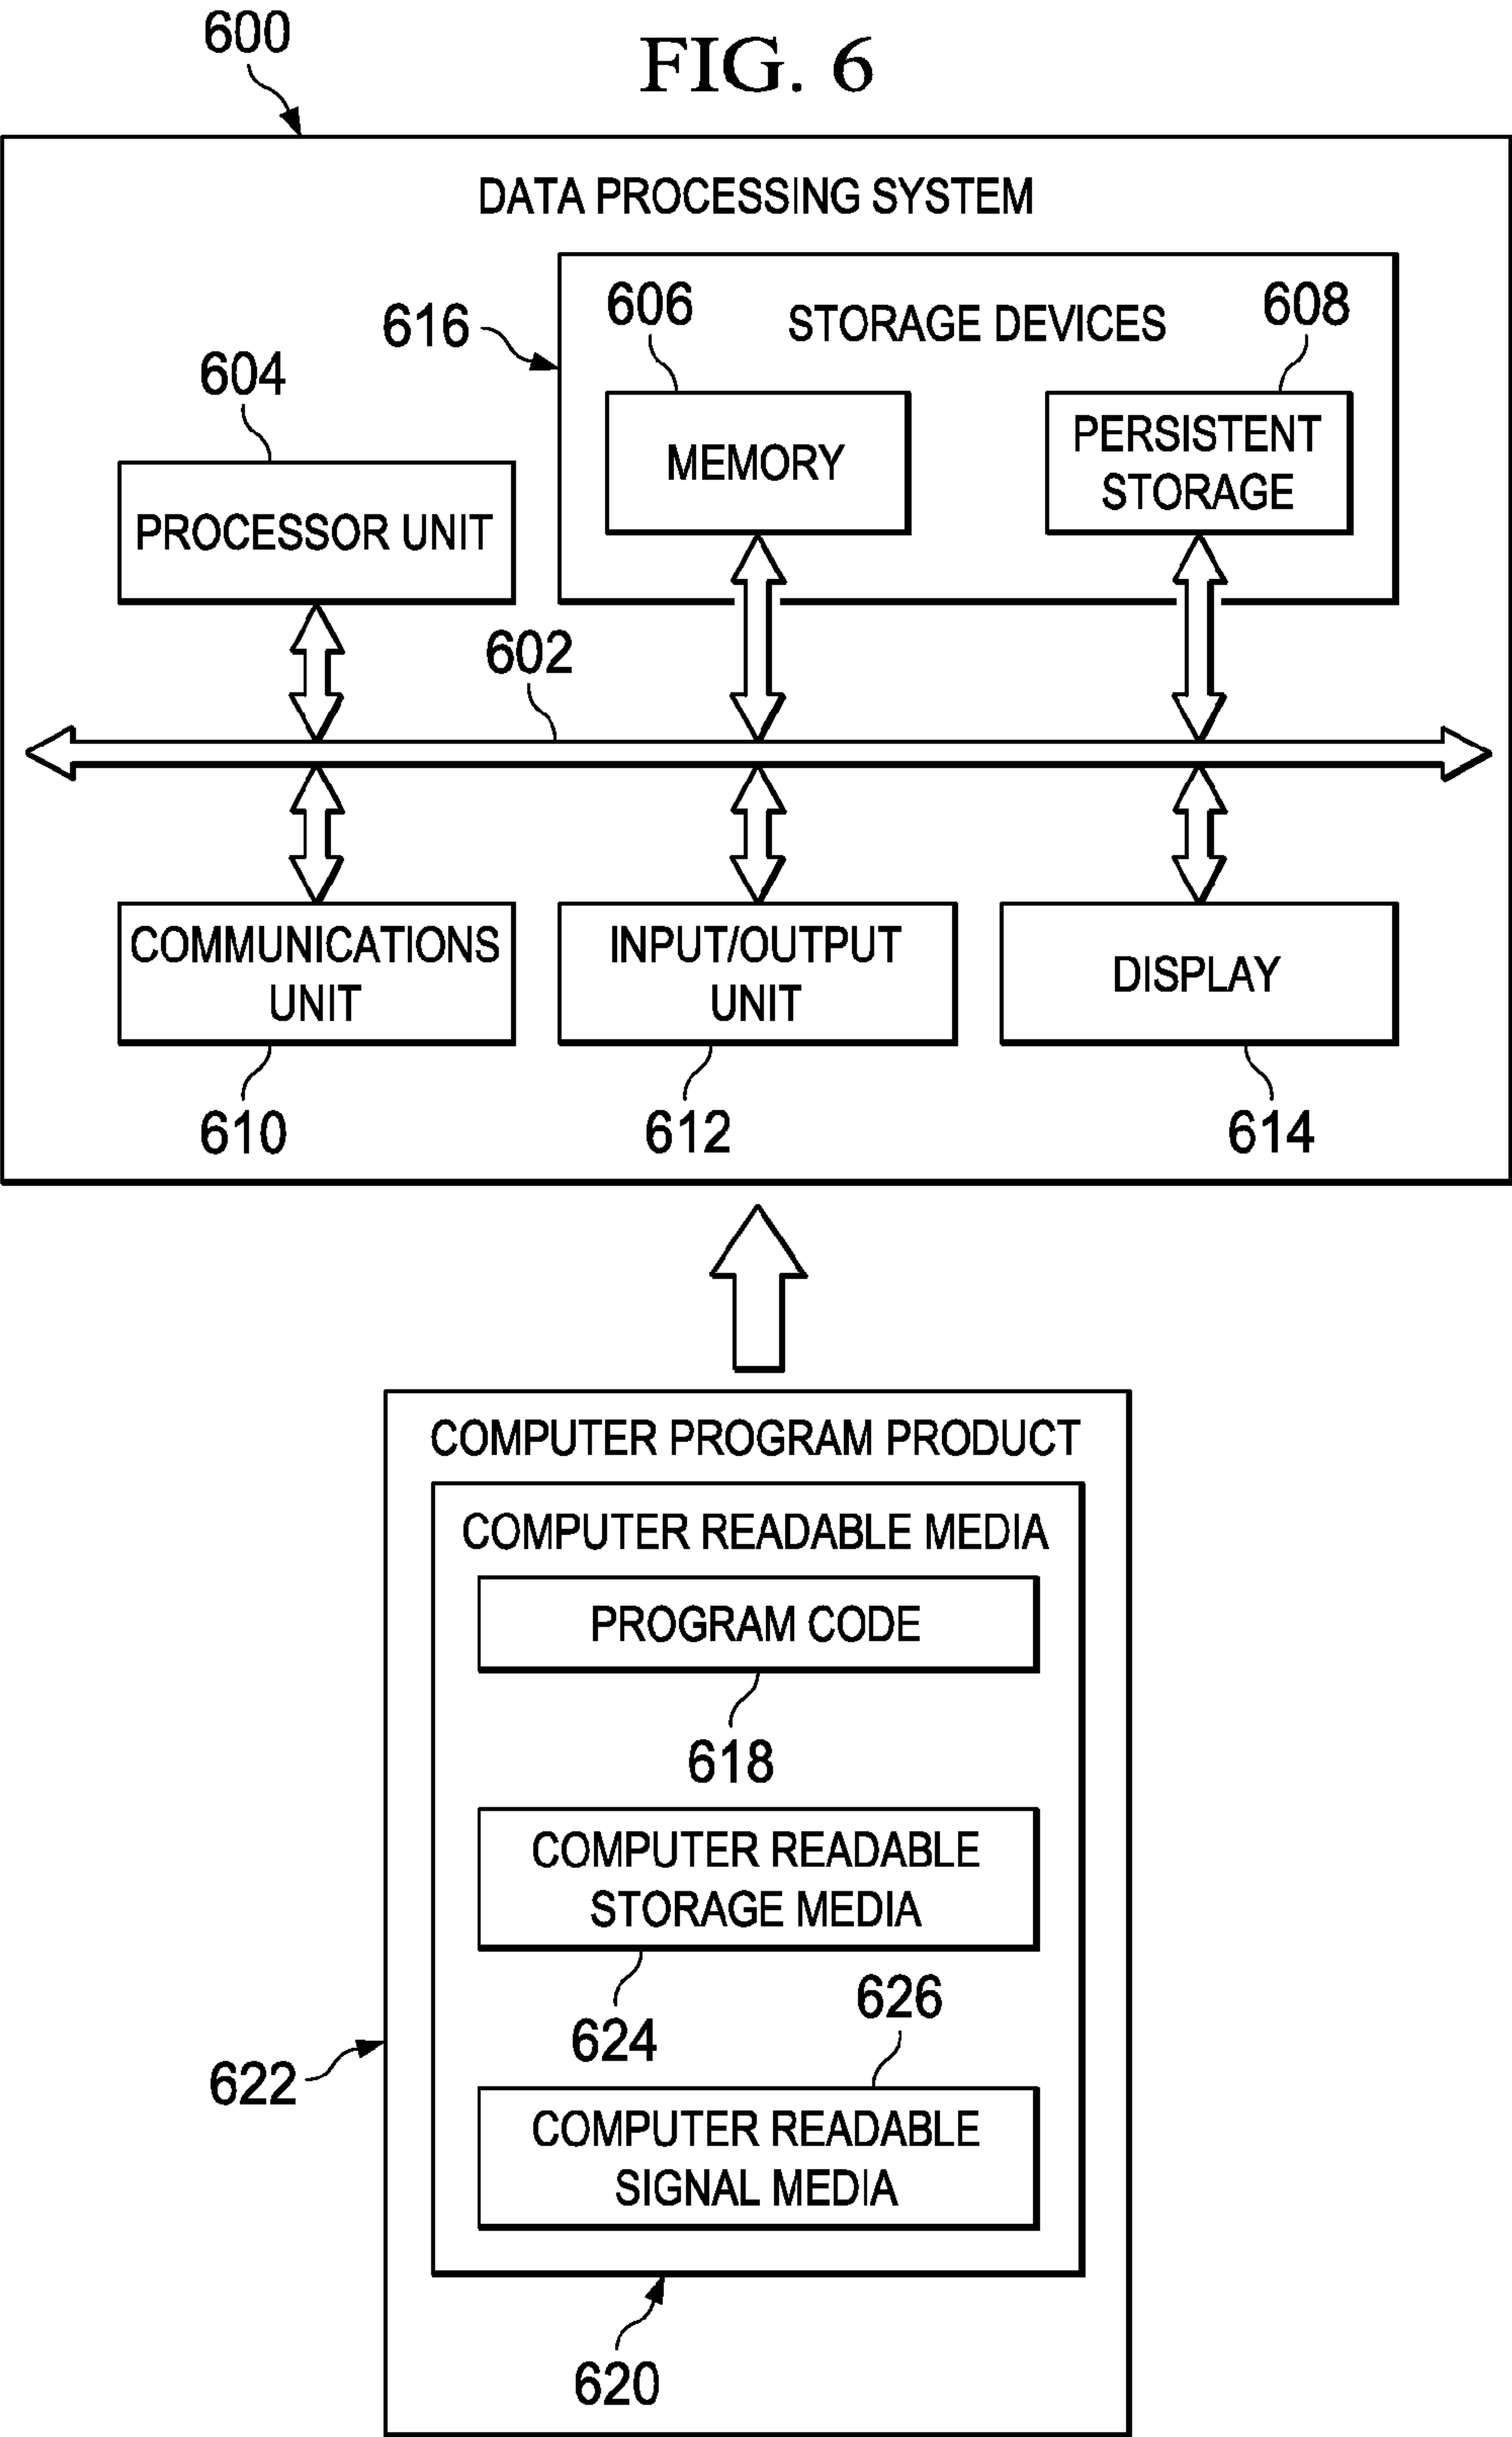 600
FIG. 6
DATA PROCESSING SYSTEM
616
606
STORAGE DEVICES
608
604
MEMORY
PERSISTENT
STORAGE
PROCESSOR UNIT
602
COMMUNICATIONS
UNIT
INPUT/OUTPUT
UNIT
DISPLAY
610
612
614
COMPUTER PROGRAM PRODUCT
COMPUTER READABLE MEDIA
PROGRAM CODE
618
COMPUTER READABLE
STORAGE MEDIA
624
626
622
COMPUTER READABLE
SIGNAL MEDIA
620